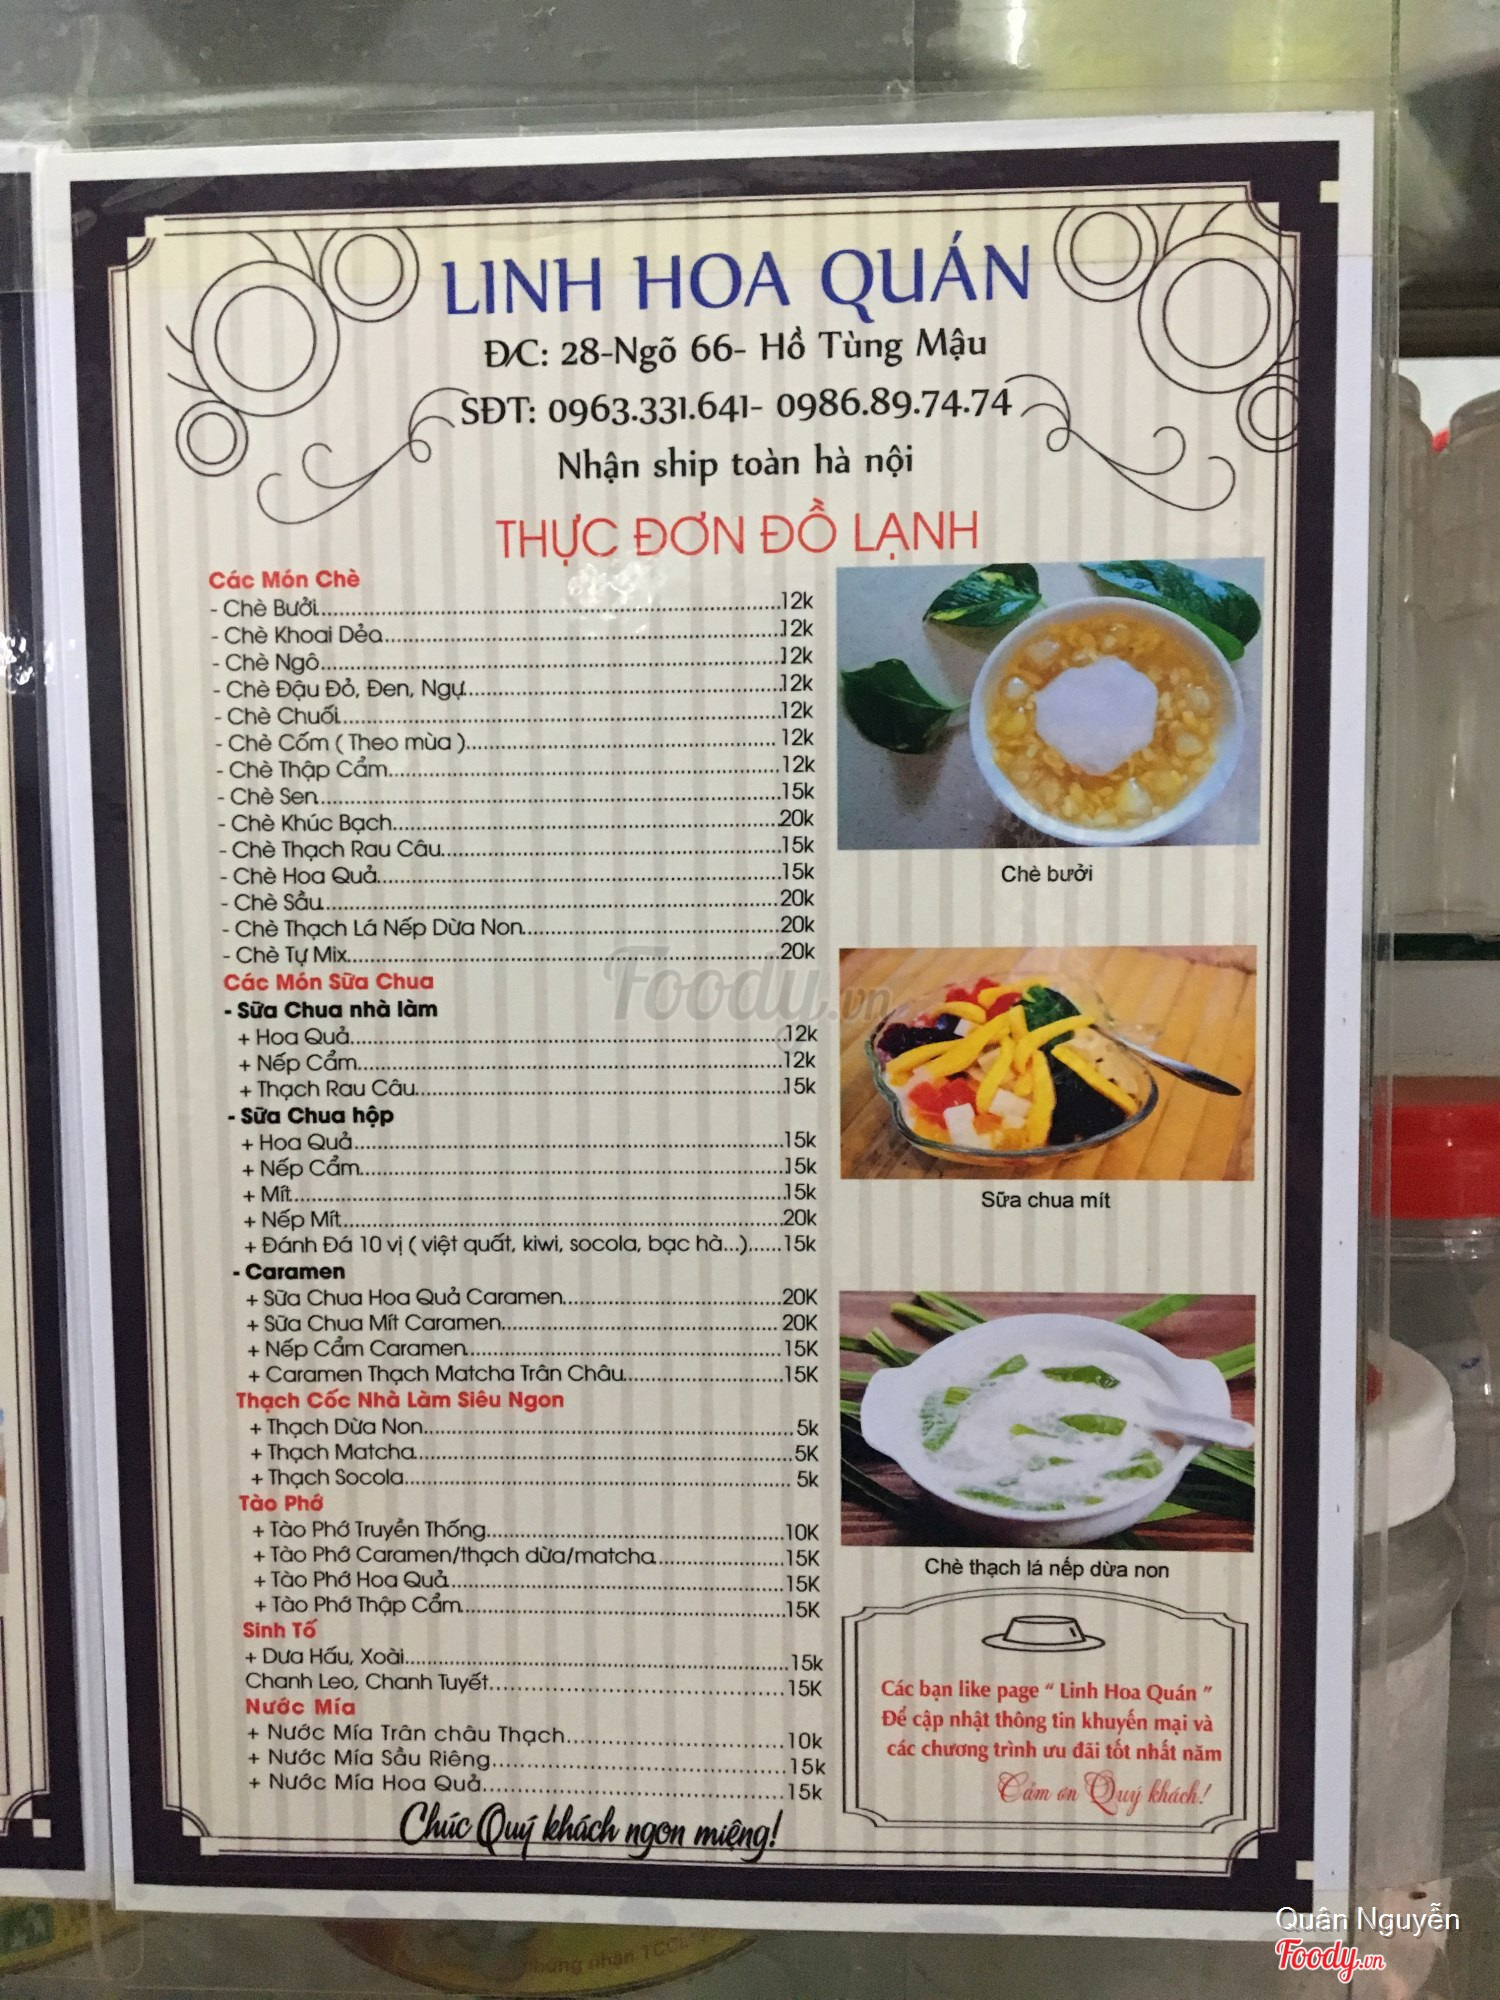 LINH HOA QUÁN
Đ/C: 28-Ngõ 66- Hồ Tùng Mậu
SĐT: 0963.331.641- 0986.89.74.74
Nhận ship toàn hà nội
THỰC ĐƠN ĐỒ LẠNH
Các Món Chè
- Chè Bưởi 12k
- Chè Khoai Dẻo 12k
- Chè Ngô 12k
- Chè Đậu Đỏ, Đen, Ngự 12k
- Chè Chuối 12k
- Chè Cốm ( Theo mùa ) 12k
- Chè Thập Cẩm 12k
- Chè Sen 15k
- Chè Khúc Bạch 20k
- Chè Thạch Rau Câu 15k
- Chè Hoa Quả 15k
- Chè Sầu 20k
- Chè Thạch Lá Nếp Dừa Non 20k
- Chè Tự Mix 20k
Các Món Sữa Chua
- Sữa Chua nhà làm
+ Hoa Quả 12k
+ Nếp Cẩm 12k
+ Thạch Rau Câu 15k
- Sữa Chua hộp
+ Hoa Quả 15k
+ Nếp Cẩm 15k
+ Mít 15k
+ Nếp Mít 20k
+ Đánh Đá 10 vị ( việt quất, kiwi, socola, bạc hà...) 15k
- Caramen
+ Sữa Chua Hoa Quả Caramen 20K
+ Sữa Chua Mít Caramen 20K
+ Nếp Cẩm Caramen 15K
+ Caramen Thạch Matcha Trân Châu 15K
Thạch Cốc Nhà Làm Siêu Ngon
+ Thạch Dừa Non 5k
+ Thạch Matcha 5K
+ Thạch Socola 5k
Tào Phớ
+ Tào Phớ Truyền Thống 10K
+ Tào Phớ Caramen/thạch dừa/matcha 15K
+ Tào Phớ Hoa Quả 15K
+ Tào Phớ Thập Cẩm 15K
Sinh Tố
+ Dưa Hấu, Xoài 15k
Chanh Leo, Chanh Tuyết 15K
Nước Mía
+ Nước Mía Trân châu Thạch 10k
+ Nước Mía Sầu Riêng 15k
+ Nước Mía Hoa Quả 15k
Chúc Quý khách ngon miệng!
Chè bưởi
Sữa chua mít
Chè thạch lá nếp dừa non
Các bạn like page " Linh Hoa Quán "
Để cập nhật thông tin khuyến mại và
các chương trình ưu đãi tốt nhất năm
Cảm ơn Quý khách!
Foody.vn
Quân Nguyễn
Foody.vn